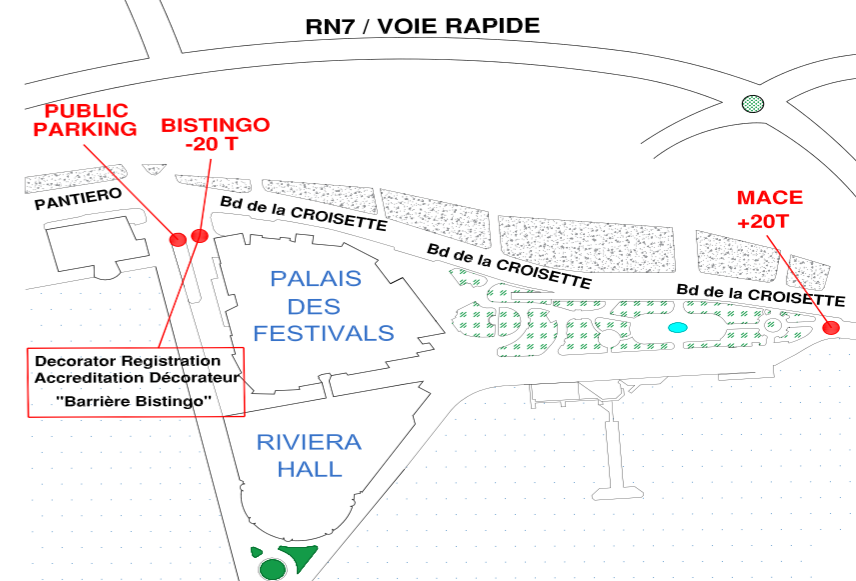 RN7 / VOIE RAPIDE
PUBLIC
PARKING
BISTINGO
-20 T
PANTIERO
Bd de la CROISETTE
MACE
+20T
Bd de la CROISETTE
Bd de la CROISETTE
PALAIS
DES
FESTIVALS
Decorator Registration
Accreditation Décorateur
"Barrière Bistingo"
RIVIERA
HALL